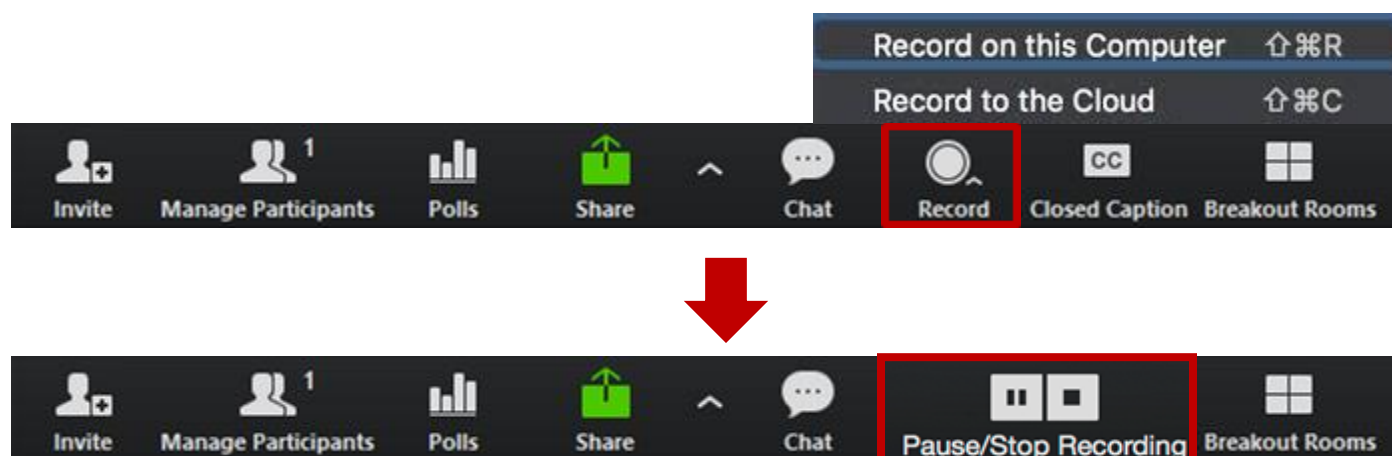 Record on this Computer ⇧⌘R
Record to the Cloud ⇧⌘C
1
CC
Invite Manage Participants Polls Share Chat Record Closed Caption Breakout Rooms
1
Invite Manage Participants Polls Share Chat Pause/Stop Recording Breakout Rooms